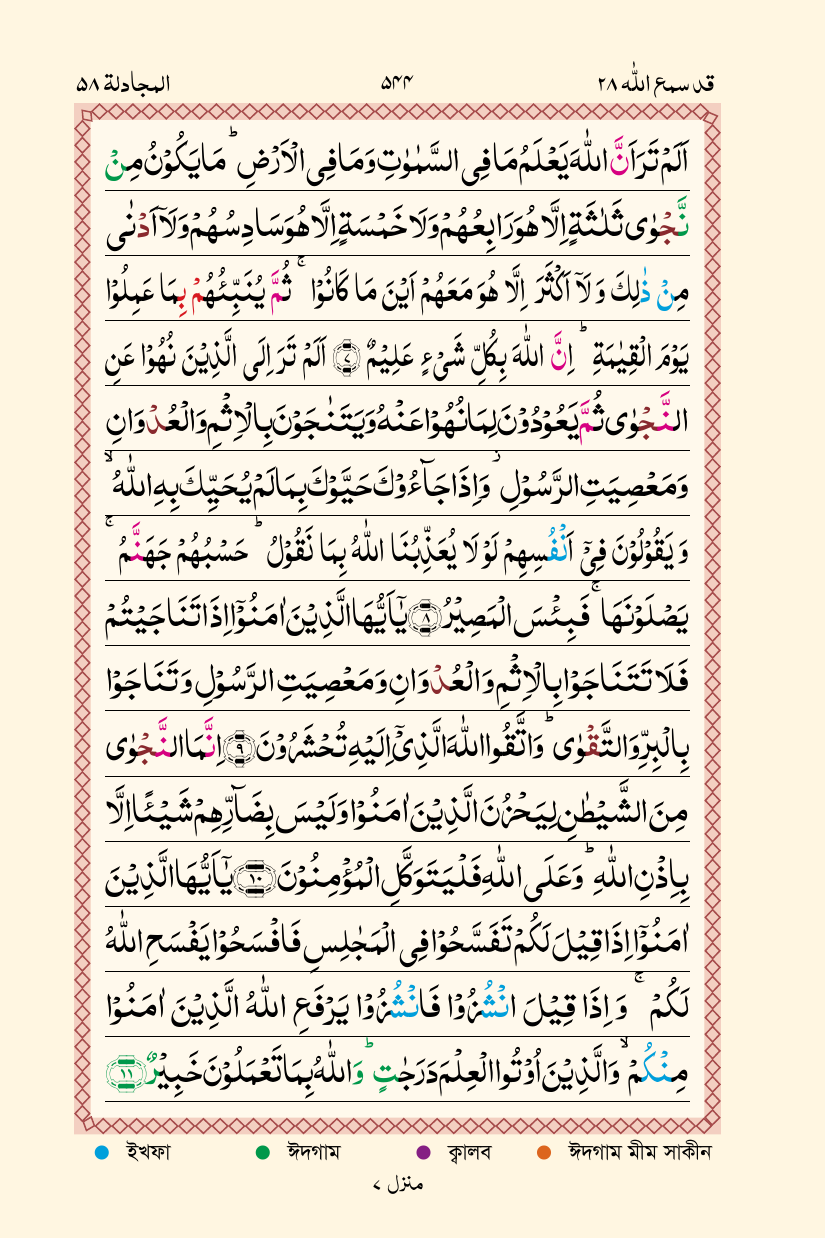 قد سمع الله ٢٨ ۵۴۴ المجادلة ۵۸
اَلَمْ تَرَ اَنَّ اللّٰهَ يَعْلَمُ مَا فِى السَّمٰوٰتِ وَمَا فِى الْاَرْضِ ؕ مَا يَكُوْنُ مِنْ
نَّجْوٰى ثَلٰثَةٍ اِلَّا هُوَ رَابِعُهُمْ وَلَا خَمْسَةٍ اِلَّا هُوَ سَادِسُهُمْ وَلَاۤ اَدْنٰى
مِنْ ذٰلِكَ وَلَاۤ اَكْثَرَ اِلَّا هُوَ مَعَهُمْ اَيْنَ مَا كَانُوْا ۚ ثُمَّ يُنَبِّئُهُمْ بِمَا عَمِلُوْا
يَوْمَ الْقِيٰمَةِ ؕ اِنَّ اللّٰهَ بِكُلِّ شَىْءٍ عَلِيْمٌ ﴿٧﴾ اَلَمْ تَرَ اِلَى الَّذِيْنَ نُهُوْا عَنِ
النَّجْوٰى ثُمَّ يَعُوْدُوْنَ لِمَا نُهُوْا عَنْهُ وَيَتَنٰجَوْنَ بِالْاِثْمِ وَالْعُدْوَانِ
وَمَعْصِيَتِ الرَّسُوْلِ ؗ وَاِذَا جَآءُوْكَ حَيَّوْكَ بِمَا لَمْ يُحَيِّكَ بِهِ اللّٰهُ ۙ
وَيَقُوْلُوْنَ فِىْۤ اَنْفُسِهِمْ لَوْلَا يُعَذِّبُنَا اللّٰهُ بِمَا نَقُوْلُ ؕ حَسْبُهُمْ جَهَنَّمُ ۚ
يَصْلَوْنَهَا ۚ فَبِئْسَ الْمَصِيْرُ ﴿٨﴾ يٰۤاَيُّهَا الَّذِيْنَ اٰمَنُوْۤا اِذَا تَنَاجَيْتُمْ
فَلَا تَتَنَاجَوْا بِالْاِثْمِ وَالْعُدْوَانِ وَمَعْصِيَتِ الرَّسُوْلِ وَتَنَاجَوْا
بِالْبِرِّ وَالتَّقْوٰى ؕ وَاتَّقُوا اللّٰهَ الَّذِىْۤ اِلَيْهِ تُحْشَرُوْنَ ﴿٩﴾ اِنَّمَا النَّجْوٰى
مِنَ الشَّيْطٰنِ لِيَحْزُنَ الَّذِيْنَ اٰمَنُوْا وَلَيْسَ بِضَآرِّهِمْ شَيْـًٔا اِلَّا
بِاِذْنِ اللّٰهِ ؕ وَعَلَى اللّٰهِ فَلْيَتَوَكَّلِ الْمُؤْمِنُوْنَ ﴿١٠﴾ يٰۤاَيُّهَا الَّذِيْنَ
اٰمَنُوْۤا اِذَا قِيْلَ لَكُمْ تَفَسَّحُوْا فِى الْمَجٰلِسِ فَافْسَحُوْا يَفْسَحِ اللّٰهُ
لَكُمْ ۚ وَاِذَا قِيْلَ انْشُزُوْا فَانْشُزُوْا يَرْفَعِ اللّٰهُ الَّذِيْنَ اٰمَنُوْا
مِنْكُمْ ۙ وَالَّذِيْنَ اُوْتُوا الْعِلْمَ دَرَجٰتٍ ؕ وَاللّٰهُ بِمَا تَعْمَلُوْنَ خَبِيْرٌ ﴿١١﴾
ইখফা ঈদগাম ক্বালব ঈদগাম মীম সাকীন
منزل ٧